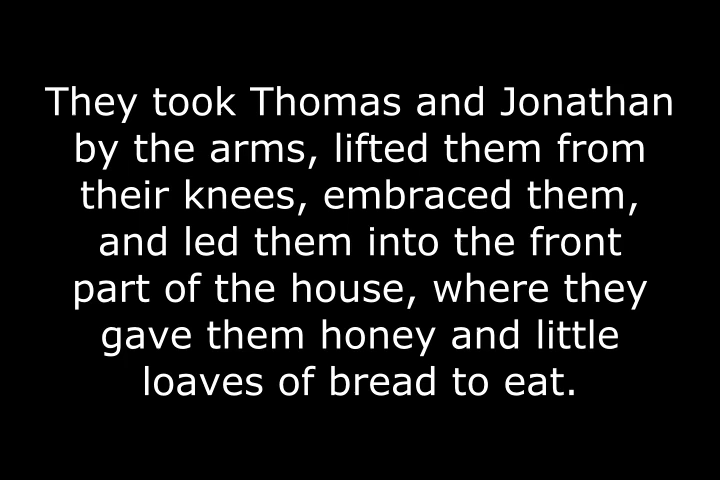 They took Thomas and Jonathan
by the arms, lifted them from
their knees, embraced them,
and led them into the front
part of the house, where they
gave them honey and little
loaves of bread to eat.